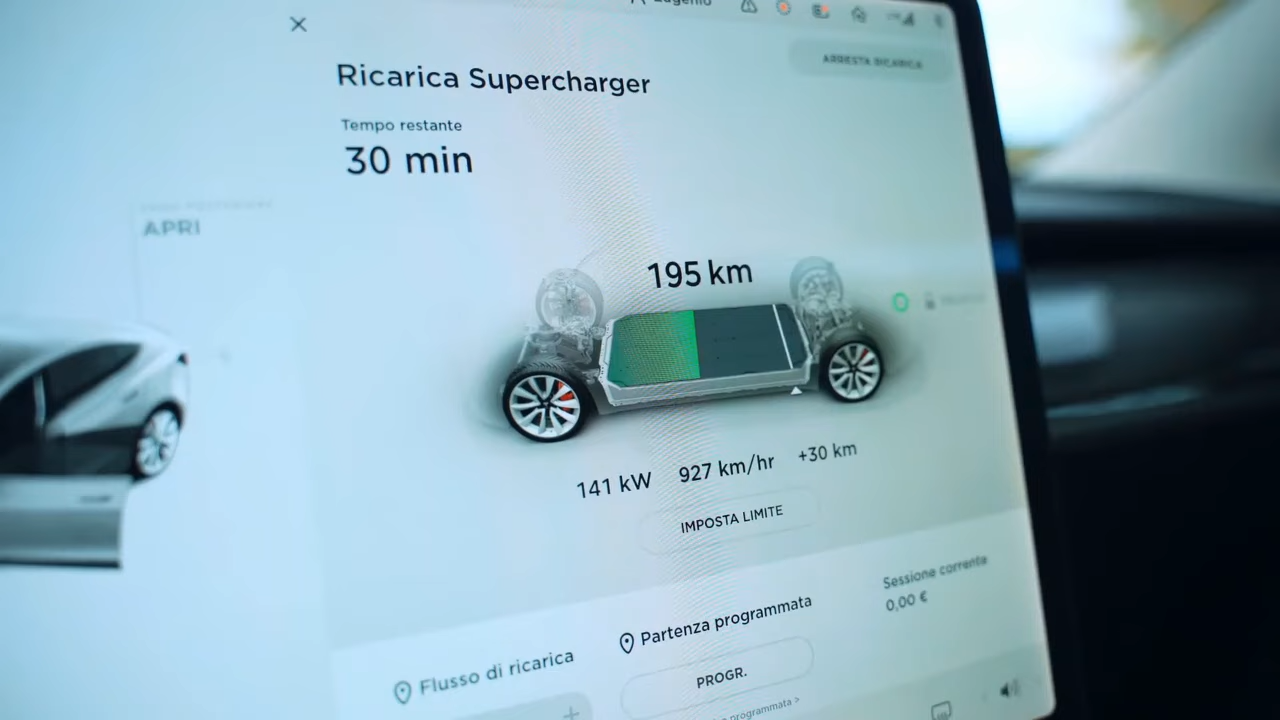 Ricarica Supercharger
ARRESTA RICARICA
Tempo restante
30 min
APRI
195 km
141 kW
927 km/hr
+30 km
IMPOSTA LIMITE
Sessione corrente
0,00 €
Partenza programmata
Flusso di ricarica
PROGR.
programmata >